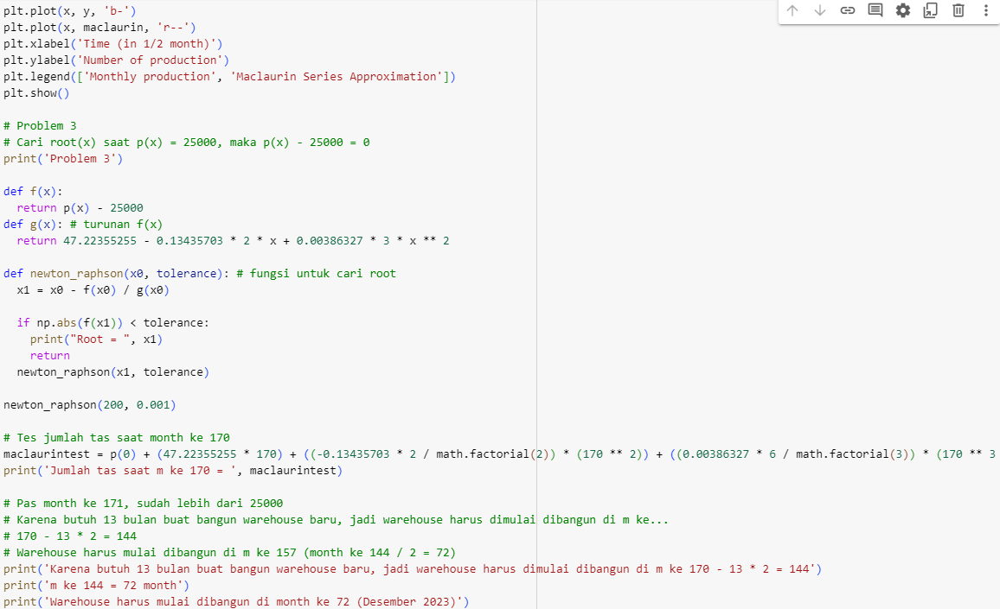 plt.plot(x, y, 'b-')
plt.plot(x, maclaurin, 'r--')
plt.xlabel('Time (in 1/2 month)')
plt.ylabel('Number of production')
plt.legend(['Monthly production', 'Maclaurin Series Approximation'])
plt.show()

# Problem 3
# Cari root(x) saat p(x) = 25000, maka p(x) - 25000 = 0
print('Problem 3')

def f(x):
  return p(x) - 25000
def g(x): # turunan f(x)
  return 47.22355255 - 0.13435703 * 2 * x + 0.00386327 * 3 * x ** 2

def newton_raphson(x0, tolerance): # fungsi untuk cari root
  x1 = x0 - f(x0) / g(x0)

  if np.abs(f(x1)) < tolerance:
    print("Root = ", x1)
    return
  newton_raphson(x1, tolerance)

newton_raphson(200, 0.001)

# Tes jumlah tas saat month ke 170
maclaurintest = p(0) + (47.22355255 * 170) + ((-0.13435703 * 2 / math.factorial(2)) * (170 ** 2)) + ((0.00386327 * 6 / math.factorial(3)) * (170 ** 3
print('Jumlah tas saat m ke 170 = ', maclaurintest)

# Pas month ke 171, sudah lebih dari 25000
# Karena butuh 13 bulan buat bangun warehouse baru, jadi warehouse harus dimulai dibangun di m ke...
# 170 - 13 * 2 = 144
# Warehouse harus mulai dibangun di m ke 157 (month ke 144 / 2 = 72)
print('Karena butuh 13 bulan buat bangun warehouse baru, jadi warehouse harus dimulai dibangun di m ke 170 - 13 * 2 = 144')
print('m ke 144 = 72 month')
print('Warehouse harus mulai dibangun di month ke 72 (Desember 2023)')